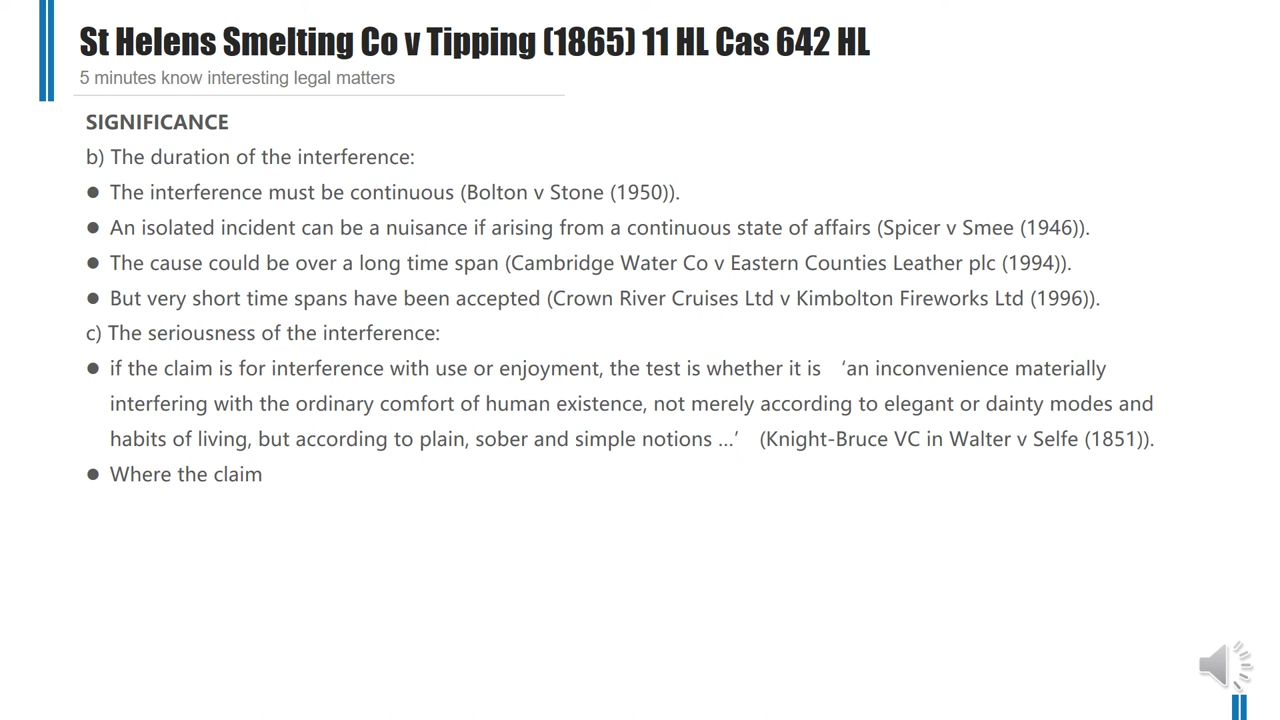 St Helens Smelting Co v Tipping (1865) 11 HL Cas 642 HL
5 minutes know interesting legal matters
SIGNIFICANCE
b) The duration of the interference:
● The interference must be continuous (Bolton v Stone (1950)).
● An isolated incident can be a nuisance if arising from a continuous state of affairs (Spicer v Smee (1946)).
● The cause could be over a long time span (Cambridge Water Co v Eastern Counties Leather plc (1994)).
● But very short time spans have been accepted (Crown River Cruises Ltd v Kimbolton Fireworks Ltd (1996)).
c) The seriousness of the interference:
● if the claim is for interference with use or enjoyment, the test is whether it is ‘an inconvenience materially
interfering with the ordinary comfort of human existence, not merely according to elegant or dainty modes and
habits of living, but according to plain, sober and simple notions …’ (Knight-Bruce VC in Walter v Selfe (1851)).
● Where the claim